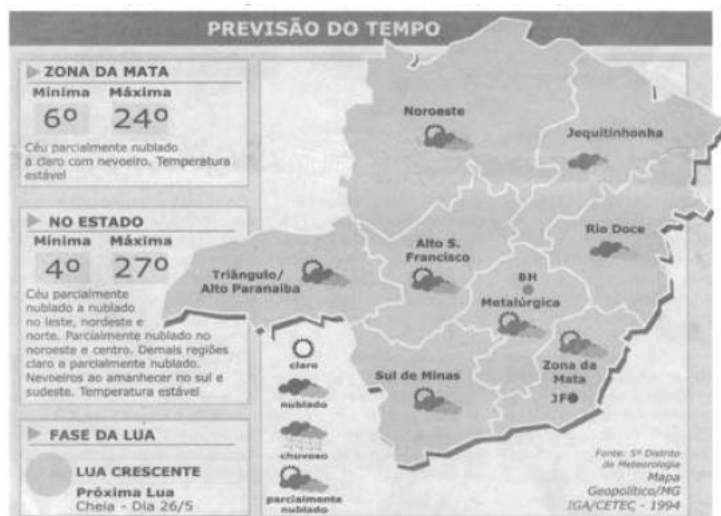 PREVISÃO DO TEMPO
ZONA DA MATA
Mínima Máxima
6º 24º
Céu parcialmente nublado
a claro com nevoeiro. Temperatura
estável
NO ESTADO
Mínima Máxima
4º 27º
Céu parcialmente
nublado a nublado
no leste, nordeste e
norte. Parcialmente nublado no
noroeste e centro. Demais regiões
claro a parcialmente nublado.
Nevoeiros ao amanhecer no sul e
sudeste. Temperatura estável
FASE DA LUA
LUA CRESCENTE
Próxima Lua
Cheia - Dia 26/5
Noroeste
Jequitinhonha
Rio Doce
Alto S.
Francisco
Triângulo/
Alto Paranaiba
BH
Metalúrgica
Sul de Minas
Zona da
Mata
JF
claro
nublado
chuvoso
parcialmente
nublado
Fonte: 5º Distrito
de Meteorologia
Mapa
Geopolítico/MG
IGA/CETEC - 1994